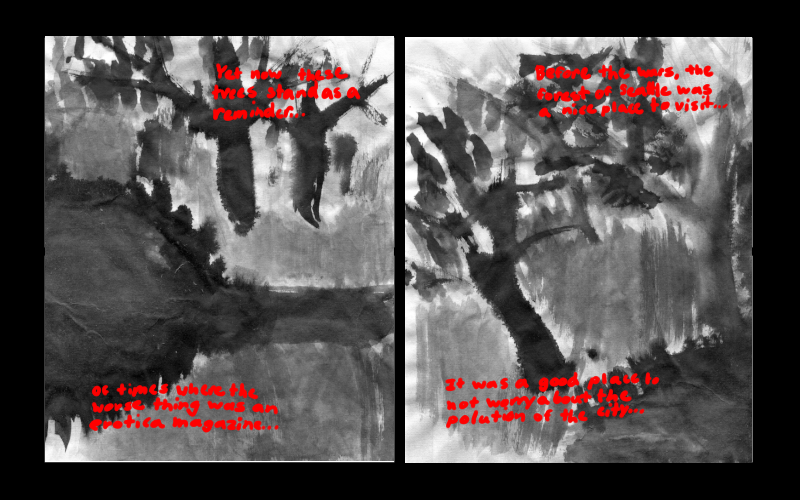 Yet now these
trees stand as a
reminder...
of times where the
worse thing was an
erotica magazine...
Before the wars, the
forest of Seattle was
a nice place to visit...
It was a good place to
not worry about the
polution of the city...